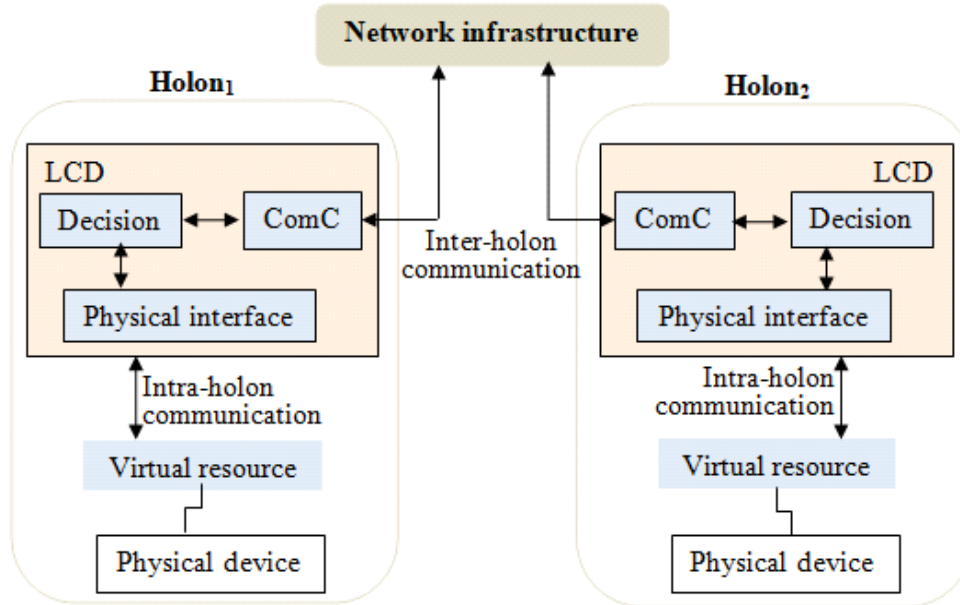 Network infrastructure
Holon₁
LCD
Decision
ComC
Physical interface
Intra-holon
communication
Virtual resource
Physical device
Inter-holon
communication
Holon₂
LCD
ComC
Decision
Physical interface
Intra-holon
communication
Virtual resource
Physical device